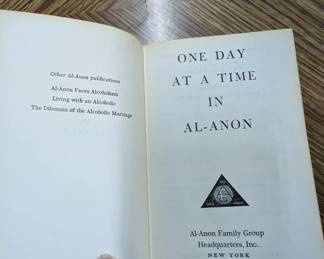 Other Al-Anon publications
Al-Anon Faces Alcoholism
Living with an Alcoholic
The Dilemma of the Alcoholic Marriage
ONE DAY
AT A TIME
IN
AL-ANON
Al-Anon Family Group
Headquarters, Inc.
NEW YORK